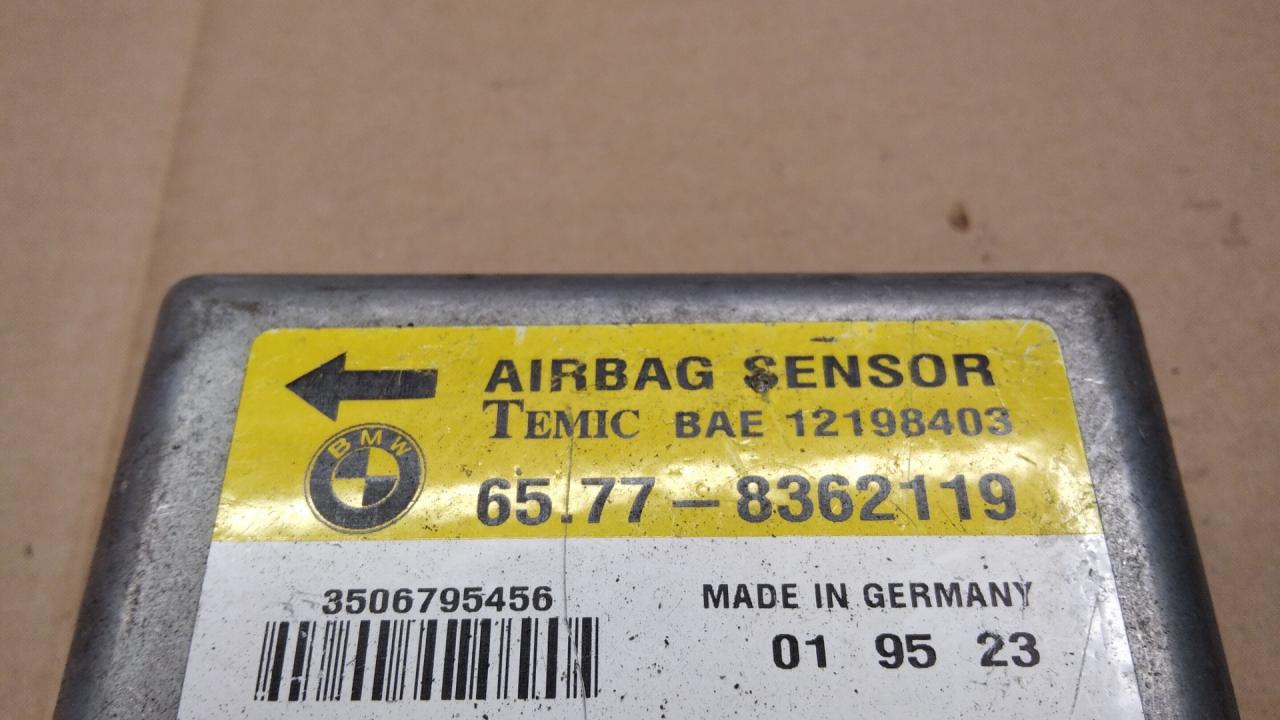 AIRBAG SENSOR
TEMIC BAE 12198403
BMW
65.77-8362119
3506795456
MADE IN GERMANY
01 95 23